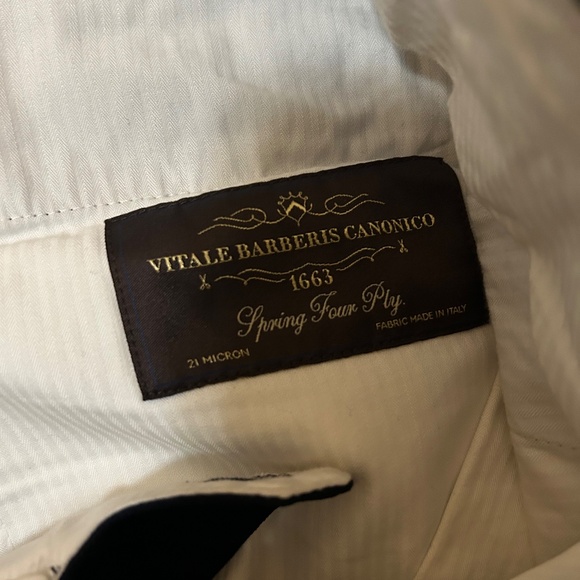 VITALE BARBERIS CANONICO
1663
Spring Four Ply.
21 MICRON
FABRIC MADE IN ITALY